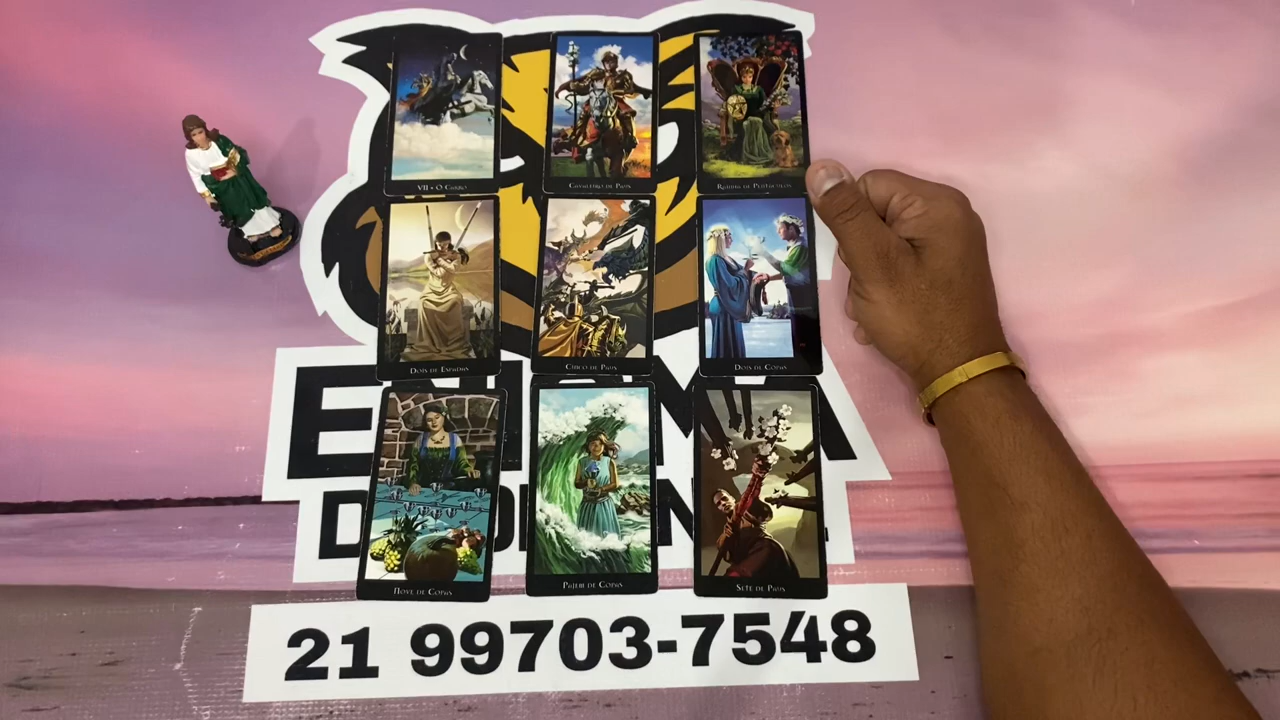 VII • O Carro
Cavaleiro de Paus
Rainha de Pentáculos
Dois de Espadas
Cinco de Paus
Dois de Copas
Nove de Copas
Pajem de Copas
Sete de Paus
21 99703-7548